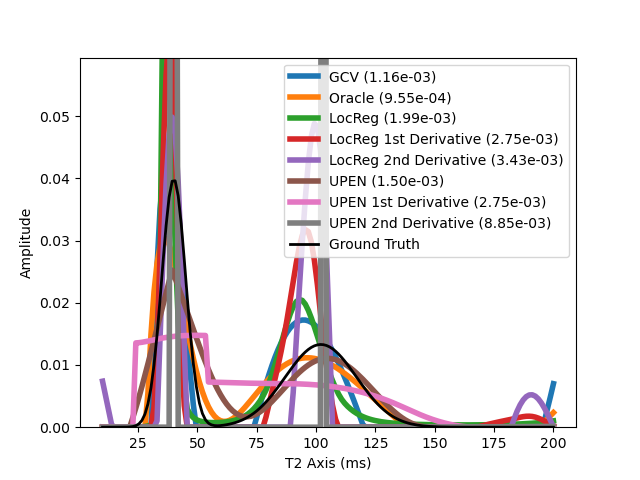 GCV (1.16e-03)
Oracle (9.55e-04)
LocReg (1.99e-03)
LocReg 1st Derivative (2.75e-03)
LocReg 2nd Derivative (3.43e-03)
UPEN (1.50e-03)
UPEN 1st Derivative (2.75e-03)
UPEN 2nd Derivative (8.85e-03)
Ground Truth
Amplitude
0.05
0.04
0.03
0.02
0.01
0.00
25 50 75 100 125 150 175 200
T2 Axis (ms)